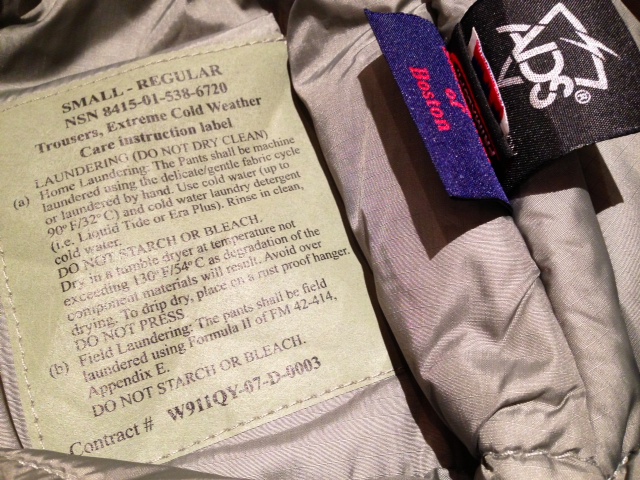 SMALL - REGULAR
NSN 8415-01-538-6720
Trousers, Extreme Cold Weather
Care instruction label
LAUNDERING (DO NOT DRY CLEAN)
(a) Home Laundering: The Pants shall be machine
laundered using the delicate/gentle fabric cycle
or laundered by hand. Use cold water (up to
90° F/32° C) and cold water laundry detergent
(i.e. Liquid Tide or Era Plus). Rinse in clean,
cold water.
DO NOT STARCH OR BLEACH.
Dry in a tumble dryer at temperature not
exceeding 130° F/54° C as degradation of the
component materials will result. Avoid over
drying. To drip dry, place on a rust proof hanger.
DO NOT PRESS
(b) Field Laundering: The pants shall be field
laundered using Formula II of FM 42-414,
Appendix E.
DO NOT STARCH OR BLEACH.
Contract # W911QY-07-D-0003
of
Boston
ADS®